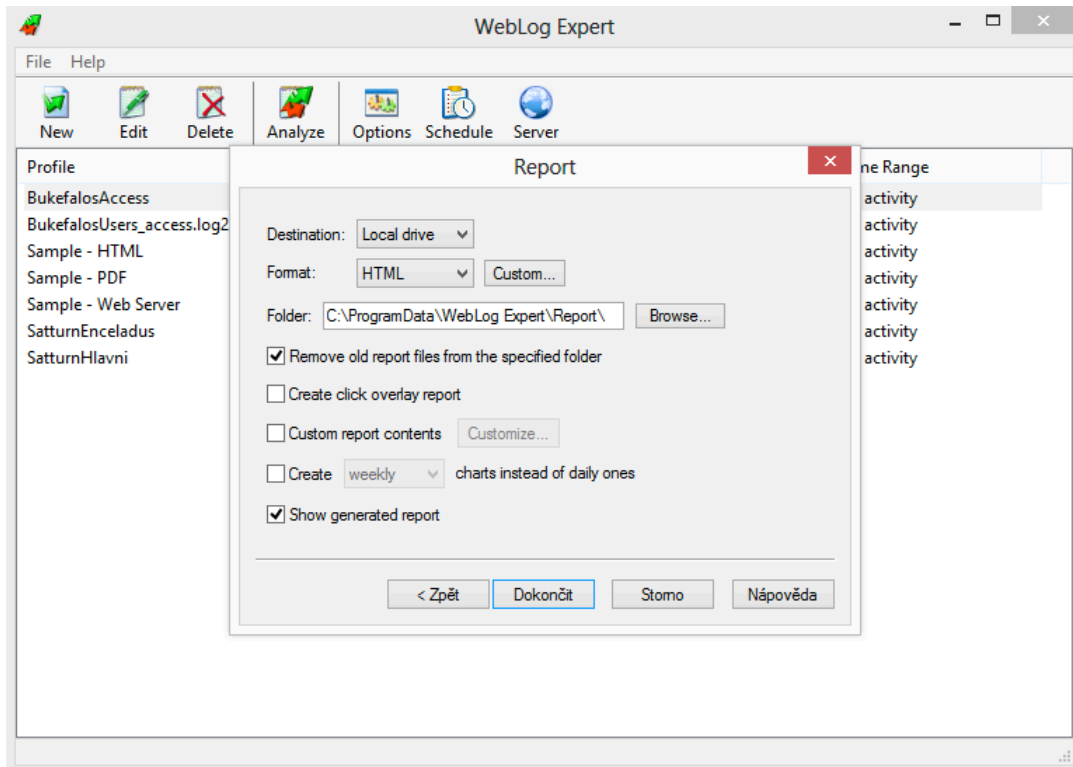 WebLog Expert
File Help
New Edit Delete Analyze Options Schedule Server
Profile
ne Range
BukefalosAccess
activity
BukefalosUsers_access.log2
activity
Sample - HTML
activity
Sample - PDF
activity
Sample - Web Server
activity
SatturnEnceladus
activity
SatturnHlavni
activity
Report
Destination: Local drive
Format: HTML Custom...
Folder: C:\ProgramData\WebLog Expert\Report\ Browse...
Remove old report files from the specified folder
Create click overlay report
Custom report contents Customize...
Create weekly charts instead of daily ones
Show generated report
< Zpět Dokončit Storno Nápověda